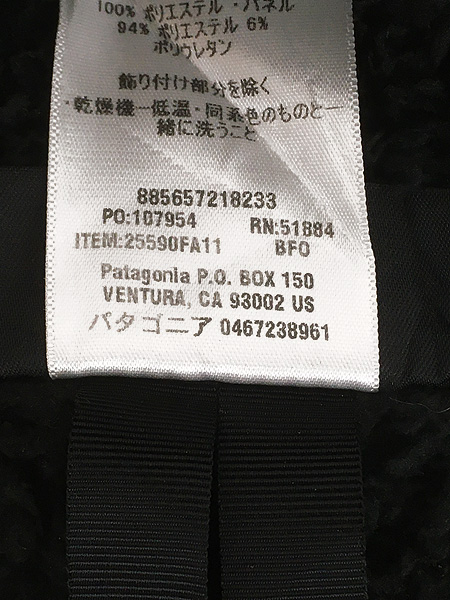 100% ポリエステル・パネル
94% ポリエステル 6%
ポリウレタン
飾り付け部分を除く
・乾燥機ー低温・同系色のものと一
緒に洗うこと
885657218233
PO:107954 RN:51884
ITEM:25590FA11 BFO
Patagonia P.O. BOX 150
VENTURA, CA 93002 US
パタゴニア 0467238961